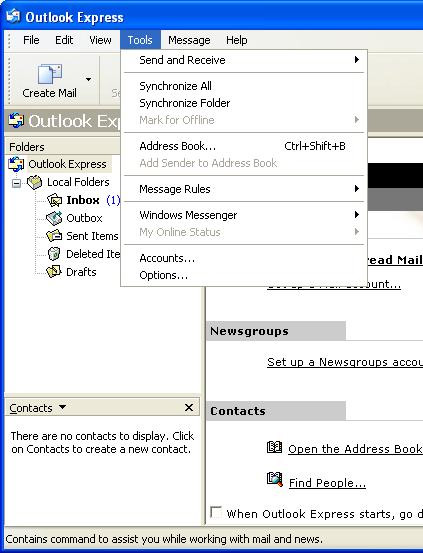 Outlook Express
File Edit View Tools Message Help
Create Mail
Outlook Express
Send and Receive
Synchronize All
Synchronize Folder
Mark for Offline
Address Book... Ctrl+Shift+B
Add Sender to Address Book
Message Rules
Windows Messenger
My Online Status
Accounts...
Options...
Folders
Outlook Express
Local Folders
Inbox (1)
Outbox
Sent Items
Deleted Ite
Drafts
Contacts
There are no contacts to display. Click
on Contacts to create a new contact.
ead Mail
Set up a Mail account...
Newsgroups
Set up a Newsgroups accou
Contacts
Open the Address Book
Find People...
When Outlook Express starts, go d
Contains command to assist you while working with mail and news.